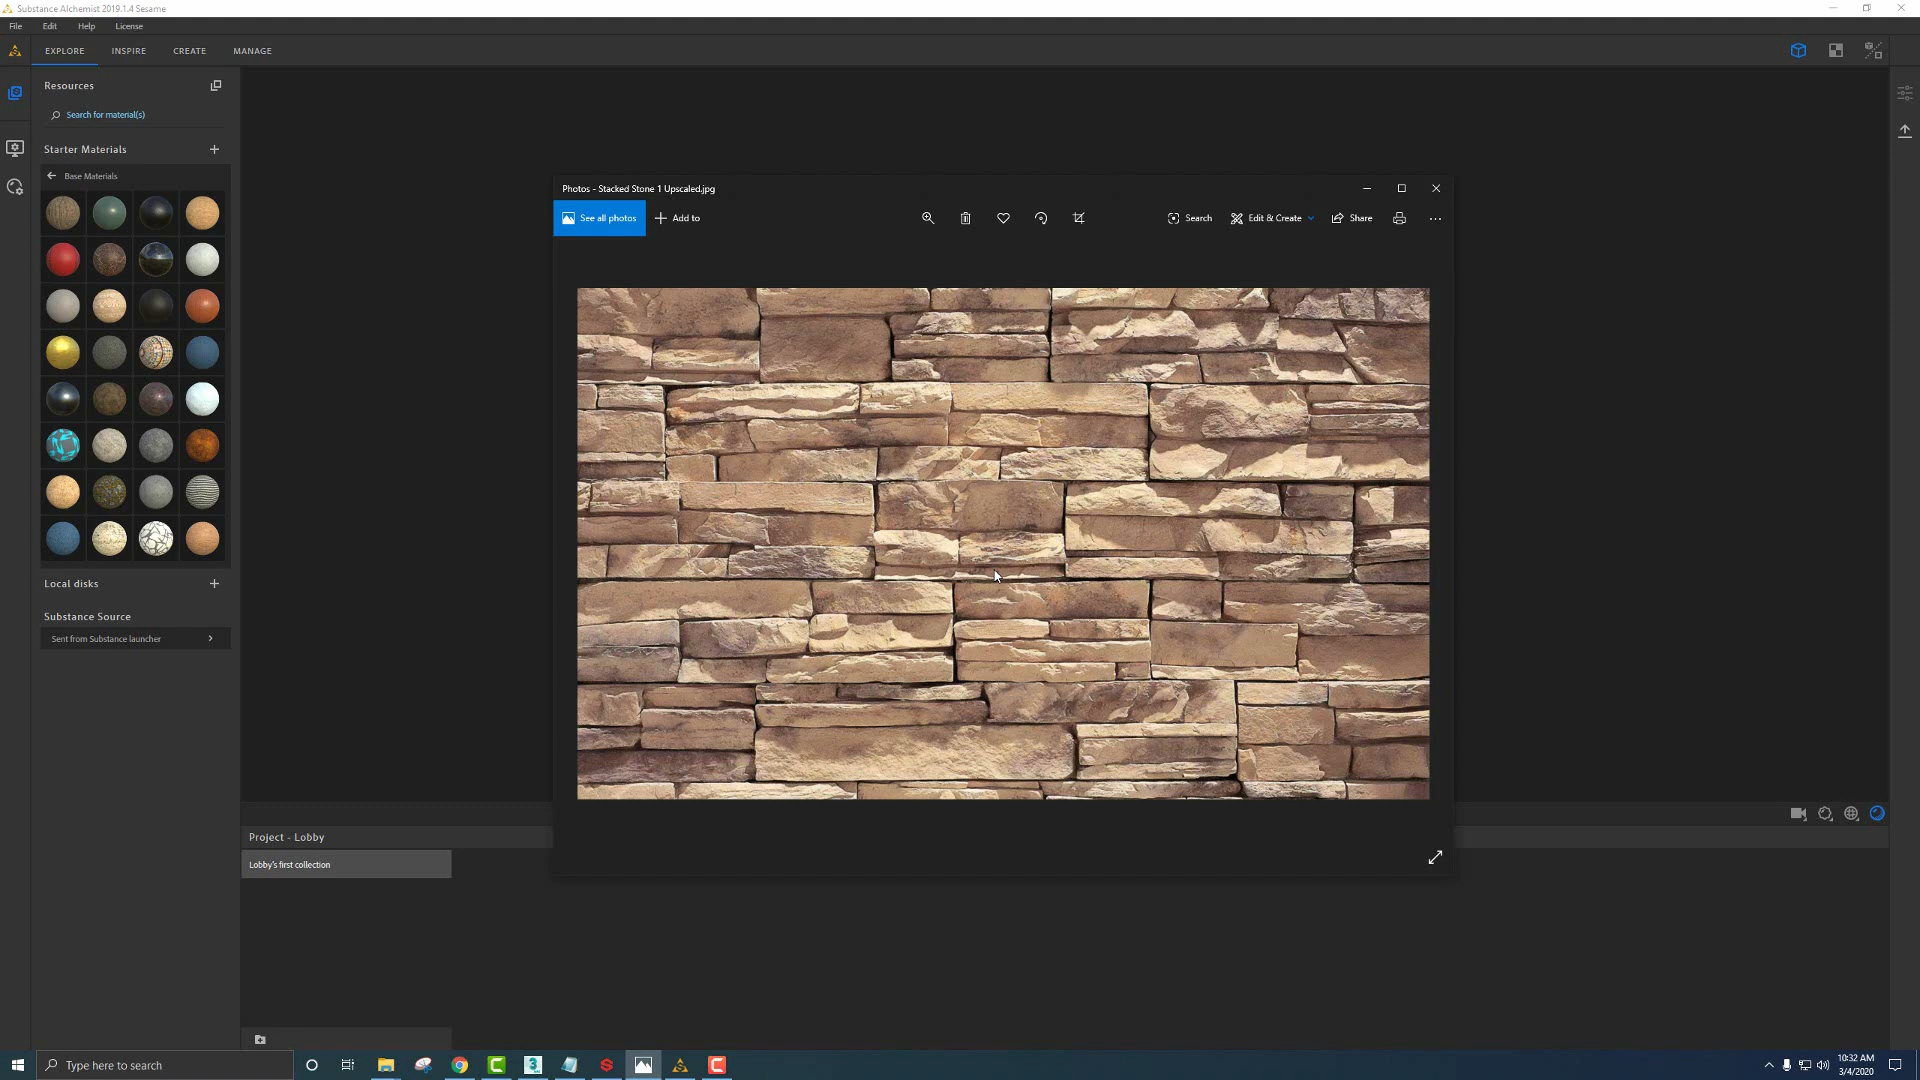 Substance Alchemist 2019.1.4 Sesame
File Edit Help License
EXPLORE INSPIRE CREATE MANAGE
Resources
Search for material(s)
Starter Materials
Base Materials
Local disks
Substance Source
Sent from Substance launcher
Photos - Stacked Stone 1 Upscaled.jpg
See all photos Add to Search Edit & Create Share
Project - Lobby
Lobby's first collection
Type here to search
10:32 AM
3/4/2020